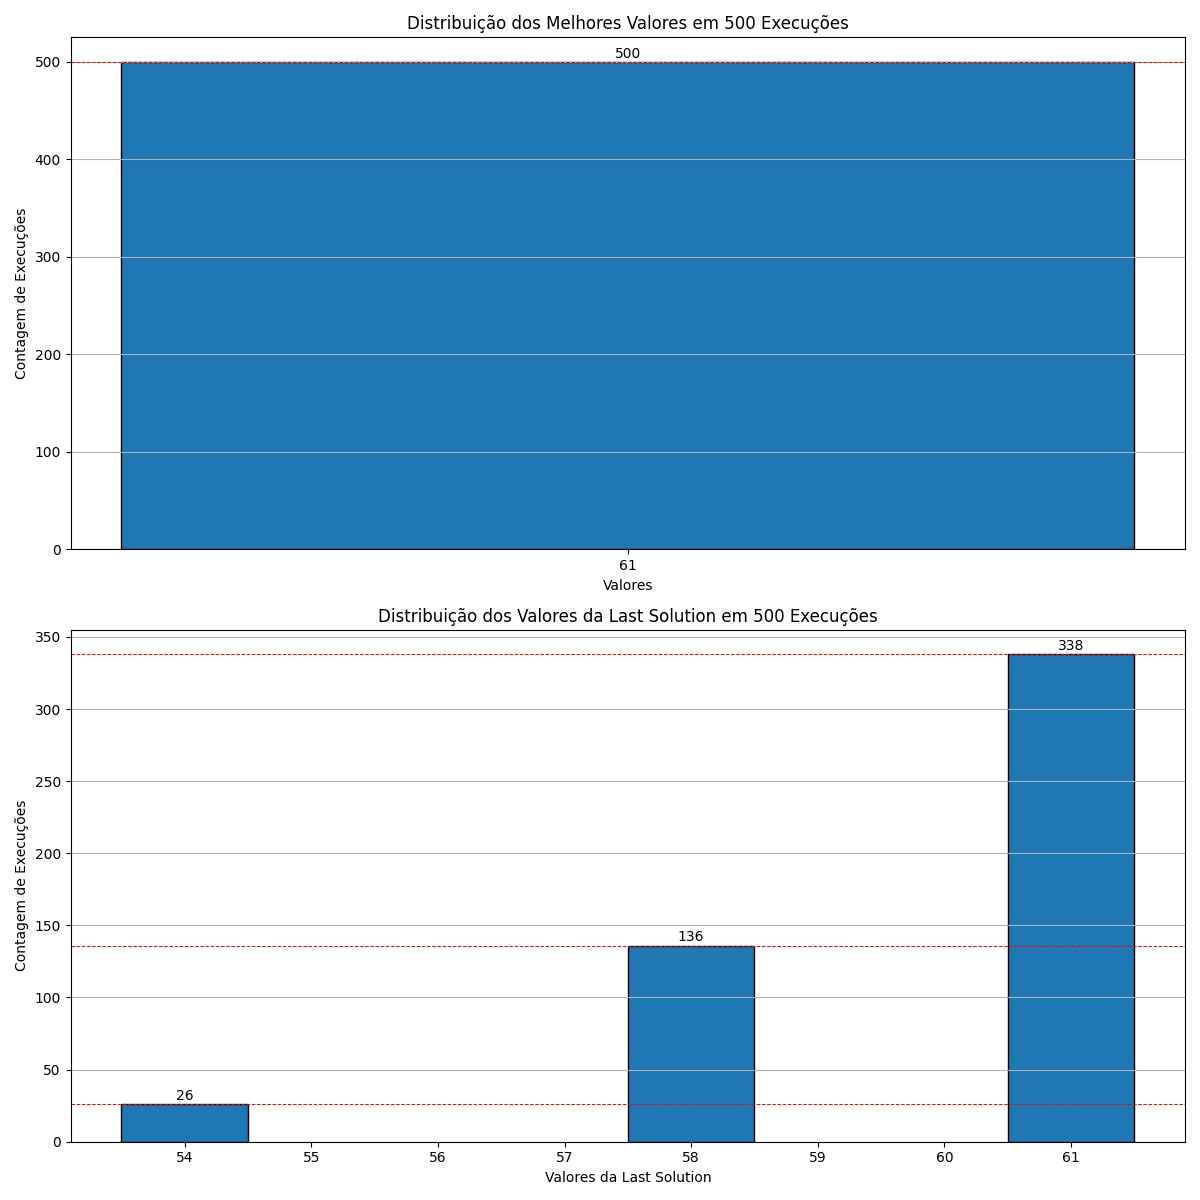 Distribuição dos Melhores Valores em 500 Execuções
500
500
400
300
200
100
0
Contagem de Execuções
61
Valores
Distribuição dos Valores da Last Solution em 500 Execuções
350
300
250
200
150
100
50
0
Contagem de Execuções
338
136
26
54 55 56 57 58 59 60 61
Valores da Last Solution